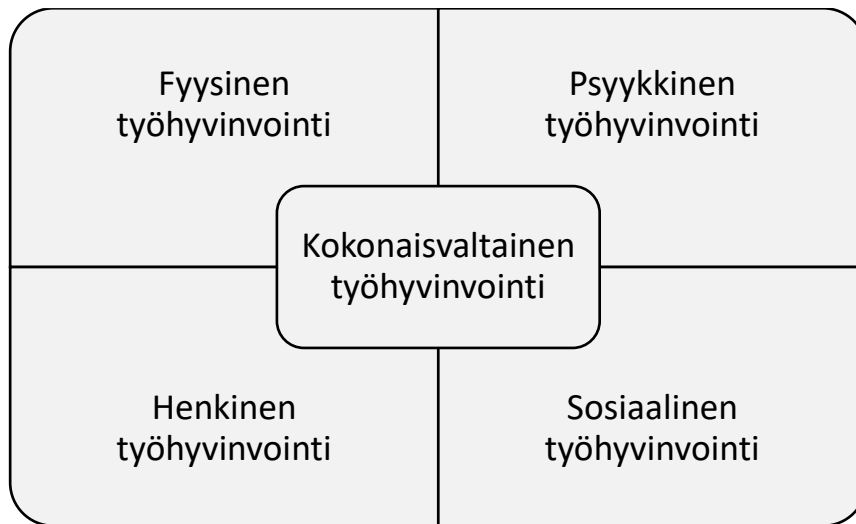 Fyysinen
työhyvinvointi
Psyykkinen
työhyvinvointi
Kokonaisvaltainen
työhyvinvointi
Henkinen
työhyvinvointi
Sosiaalinen
työhyvinvointi